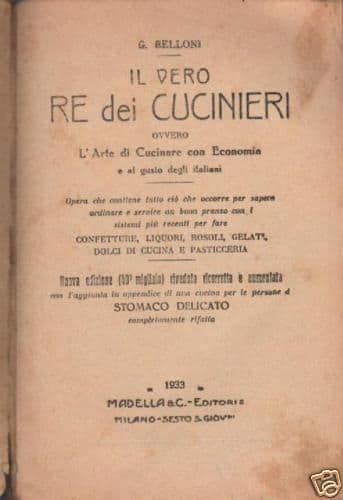 G. BELLONI
IL VERO
RE dei CUCINIERI
OVVERO
L'Arte di Cucinare con Economia
e al gusto degli italiani
Opera che contiene tutto ciò che occorre per sapere
ordinare e servire un buon pranzo con i
sistemi più recenti per fare
CONFETTURE, LIQUORI, ROSOLI, GELATI,
DOLCI DI CUCINA E PASTICCERIA
Nuova edizione (40° migliaio) riveduta ricorretta e aumentata
con l'aggiunta in appendice di una cucina per le persone d
STOMACO DELICATO
completamente rifatta
1933
MADELLA & C. - EDITORI
MILANO-SESTO S. GIOV.NI